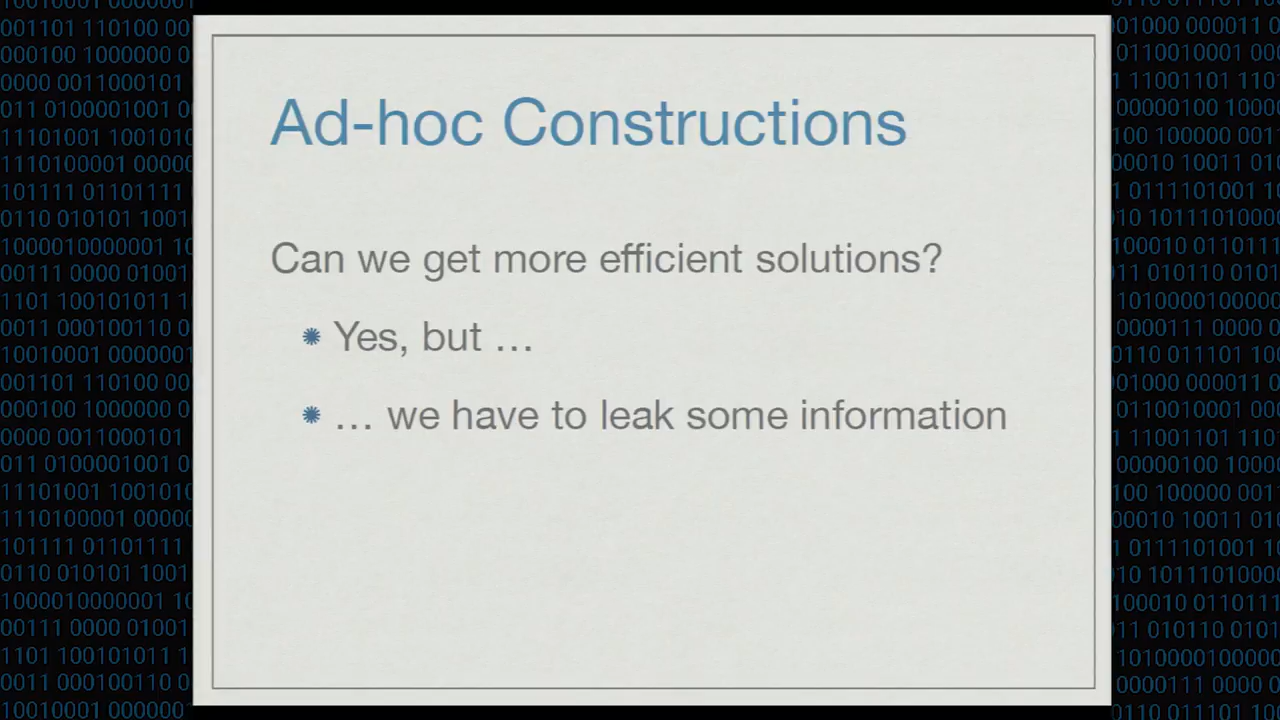 Ad-hoc Constructions
Can we get more efficient solutions?
Yes, but …
… we have to leak some information